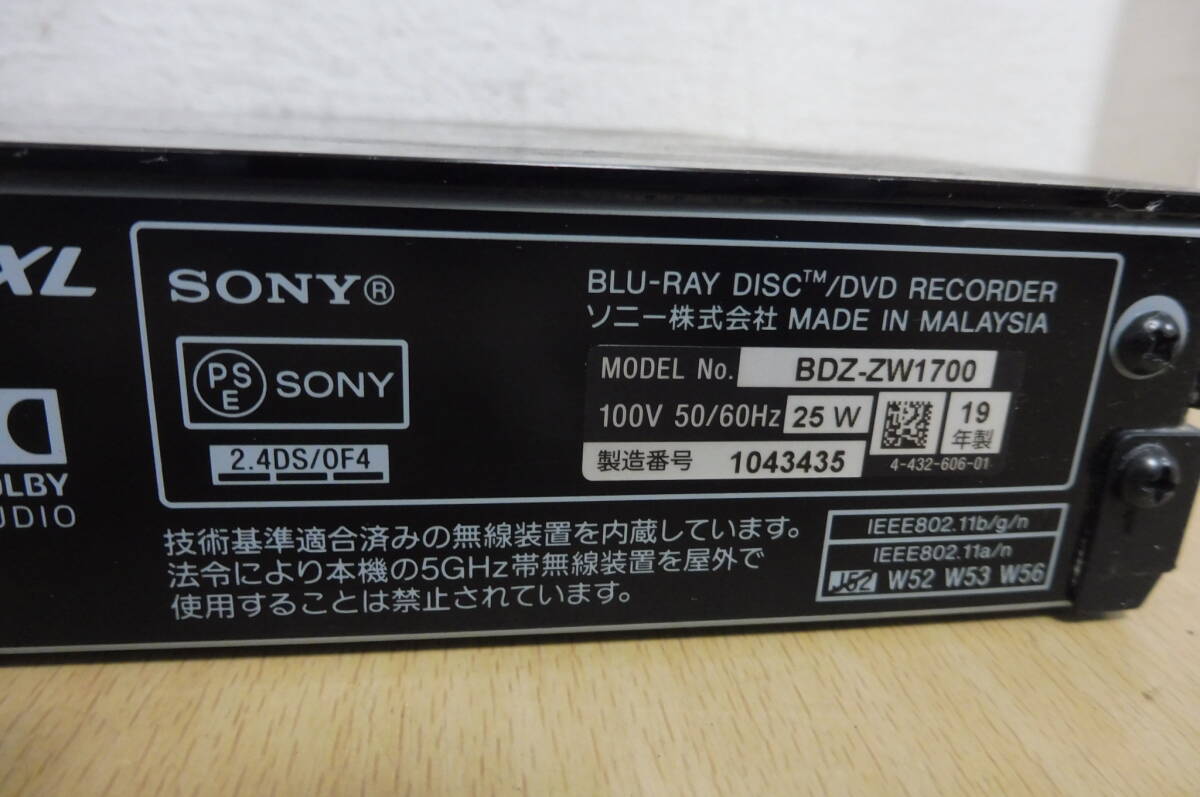 XL
SONY®
PSE SONY
2.4DS/OF4
BLU-RAY DISC™/DVD RECORDER
ソニー株式会社 MADE IN MALAYSIA
MODEL No. BDZ-ZW1700
100V 50/60Hz 25 W
19年製
製造番号 1043435
4-432-606-01
技術基準適合済みの無線装置を内蔵しています。
法令により本機の5GHz帯無線装置を屋外で
使用することは禁止されています。
IEEE802.11b/g/n
IEEE802.11a/n
J52 W52 W53 W56
OLBY
UDIO